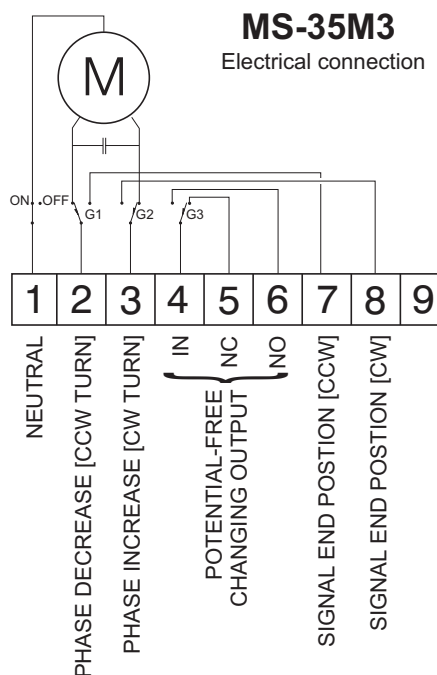 MS-35M3
Electrical connection
M
ON
OFF
G1
G2
G3
1 2 3 4 5 6 7 8 9
NEUTRAL
PHASE DECREASE [CCW TURN]
PHASE INCREASE [CW TURN]
IN
NC
NO
POTENTIAL-FREE
CHANGING OUTPUT
SIGNAL END POSTION [CCW]
SIGNAL END POSTION [CW]